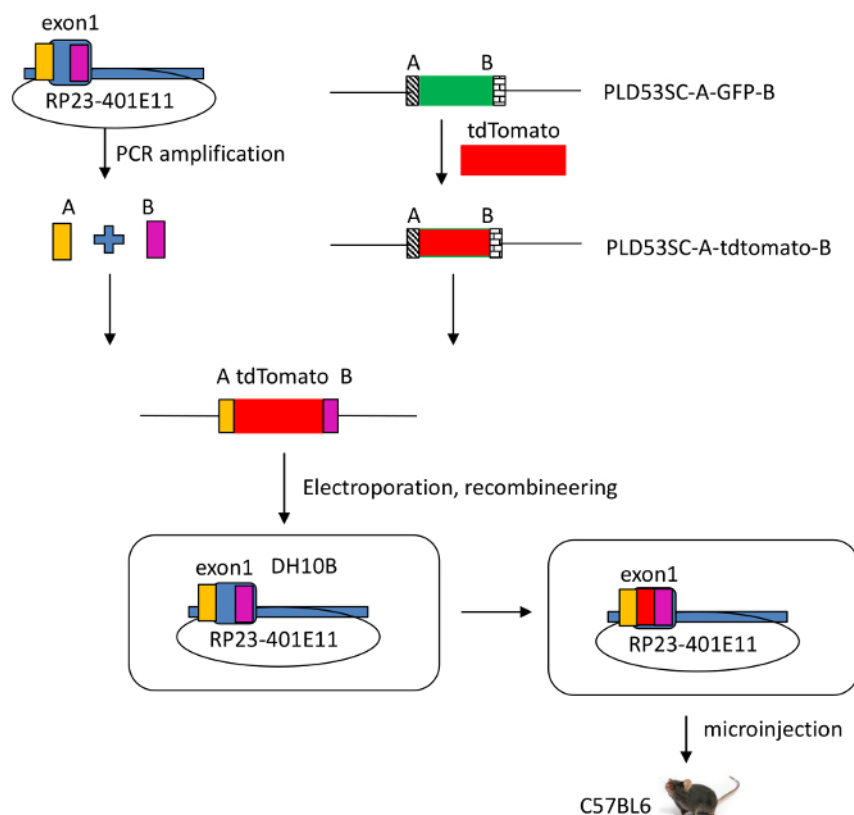 exon1
RP23-401E11
PCR amplification
A B
A B
PLD53SC-A-GFP-B
tdTomato
A B
PLD53SC-A-tdtomato-B
A tdTomato B
Electroporation, recombineering
exon1 DH10B
RP23-401E11
exon1
RP23-401E11
microinjection
C57BL6